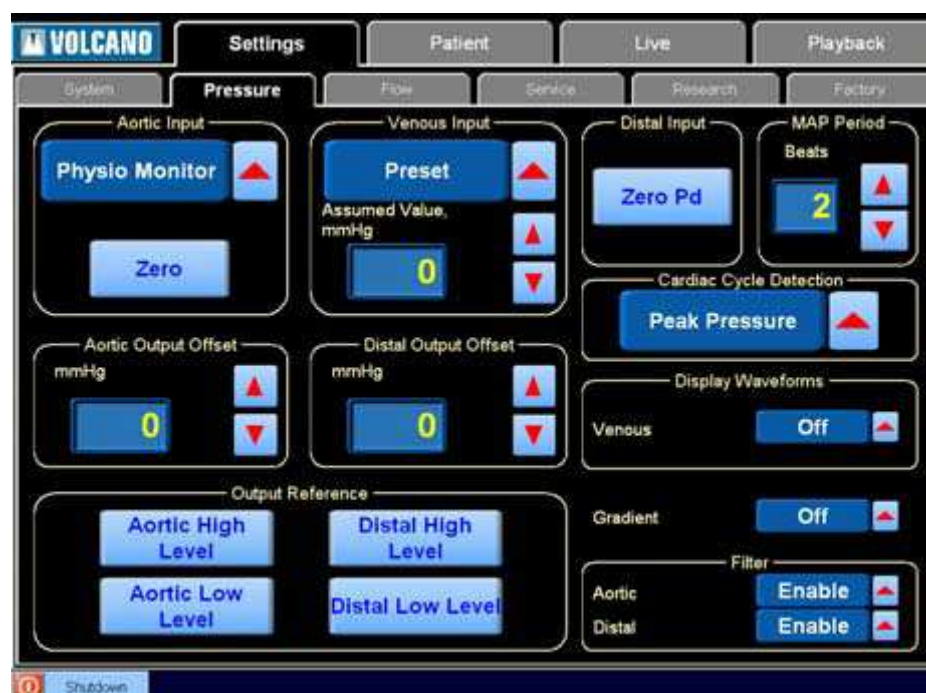 VOLCANO
Settings
Patient
Live
Playback
System
Pressure
Flow
Service
Research
Factory
Aortic Input
Physio Monitor
Zero
Venous Input
Preset
Assumed Value,
mmHg
0
Distal Input
Zero Pd
MAP Period
Beats
2
Cardiac Cycle Detection
Peak Pressure
Aortic Output Offset
mmHg
0
Distal Output Offset
mmHg
0
Display Waveforms
Venous
Off
Gradient
Off
Output Reference
Aortic High
Level
Distal High
Level
Aortic Low
Level
Distal Low Level
Filter
Aortic
Enable
Distal
Enable
Shutdown